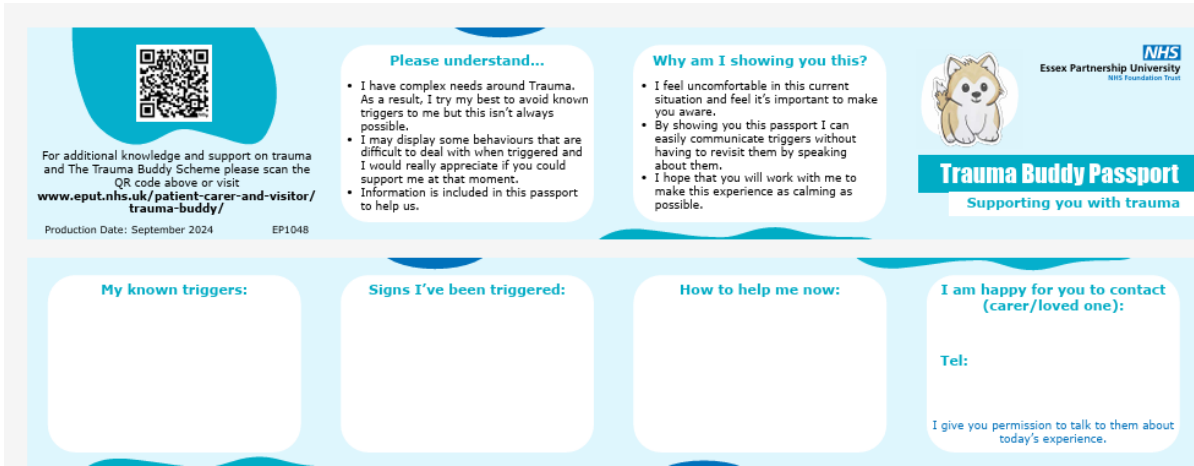 For additional knowledge and support on trauma
and The Trauma Buddy Scheme please scan the
QR code above or visit
www.eput.nhs.uk/patient-carer-and-visitor/
trauma-buddy/
Production Date: September 2024 EP1048
Please understand...
• I have complex needs around Trauma.
As a result, I try my best to avoid known
triggers to me but this isn't always
possible.
• I may display some behaviours that are
difficult to deal with when triggered and
I would really appreciate if you could
support me at that moment.
• Information is included in this passport
to help us.
Why am I showing you this?
• I feel uncomfortable in this current
situation and feel it's important to make
you aware.
• By showing you this passport I can
easily communicate triggers without
having to revisit them by speaking
about them.
• I hope that you will work with me to
make this experience as calming as
possible.
NHS
Essex Partnership University
NHS Foundation Trust
Trauma Buddy Passport
Supporting you with trauma
My known triggers:
Signs I've been triggered:
How to help me now:
I am happy for you to contact
(carer/loved one):
Tel:
I give you permission to talk to them about
today's experience.